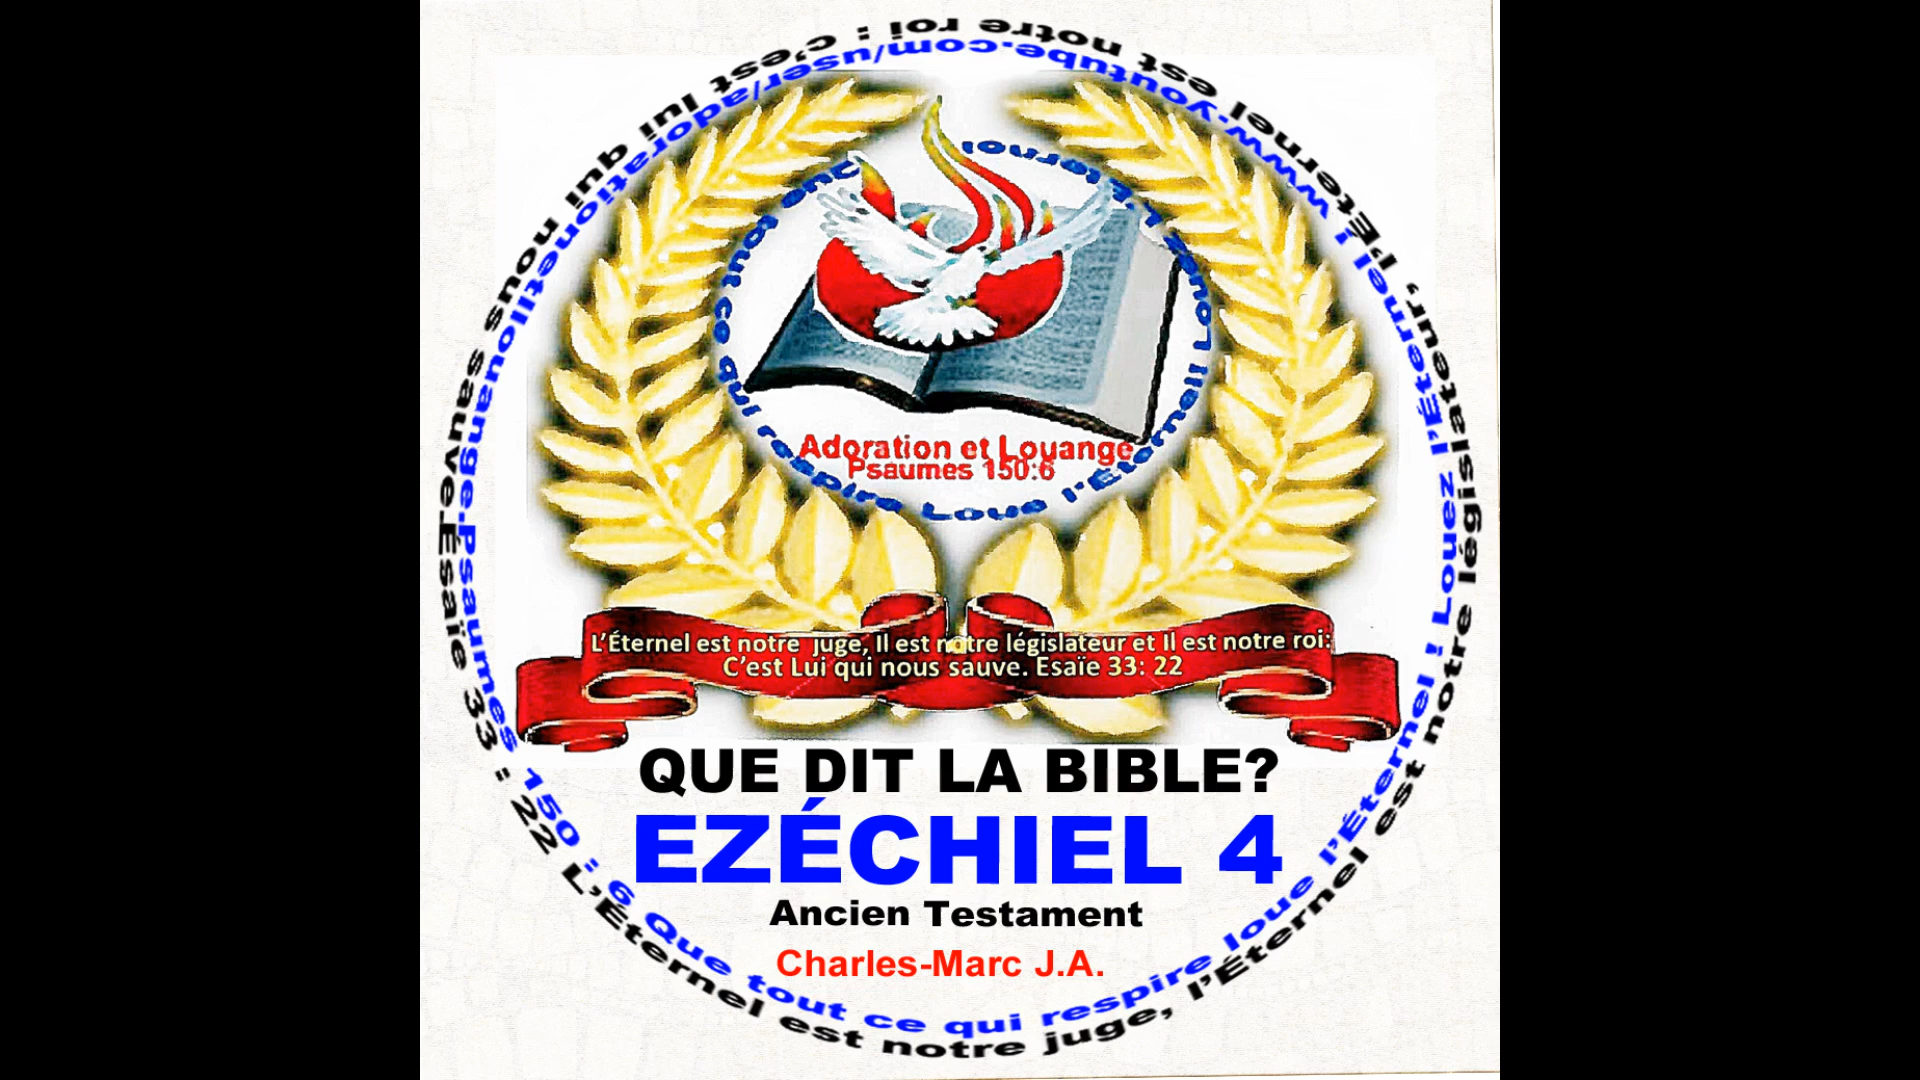 L'Éternel est notre juge, l'Éternel est notre législateur, l'Éternel est notre roi : c'est lui qui nous sauve_Esaïe 33 : 22
www.youtube.com/user/adorationetlouange.Psaumes 150 : 6 Que tout ce qui respire loue l'Éternel ! Louez l'Éternel !
Que tout ce qui respire Loue l'Éternel! Louez L'Éternel
Adoration et Louange
Psaumes 150:6
L'Éternel est notre juge, Il est notre législateur et Il est notre roi:
C'est Lui qui nous sauve. Esaïe 33: 22
QUE DIT LA BIBLE?
EZÉCHIEL 4
Ancien Testament
Charles-Marc J.A.